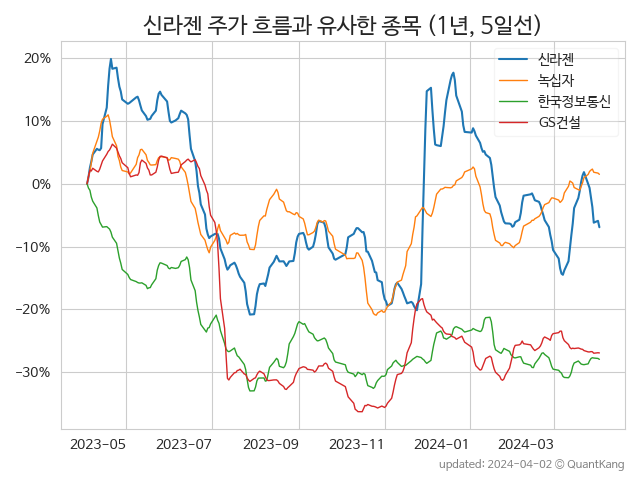 신라젠 주가 흐름과 유사한 종목 (1년, 5일선)
신라젠
녹십자
한국정보통신
GS건설
20%
10%
0%
−10%
−20%
−30%
2023-05
2023-07
2023-09
2023-11
2024-01
2024-03
updated: 2024-04-02 © QuantKang